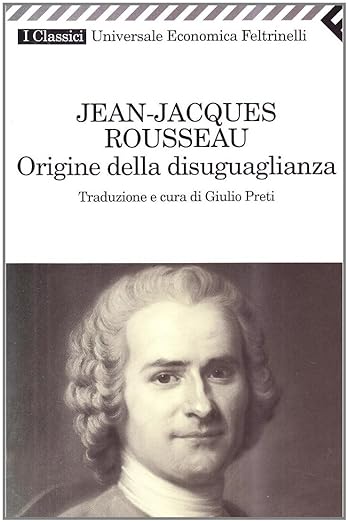 I Classici Universale Economica Feltrinelli
JEAN-JACQUES
ROUSSEAU
Origine della disuguaglianza
Traduzione e cura di Giulio Preti